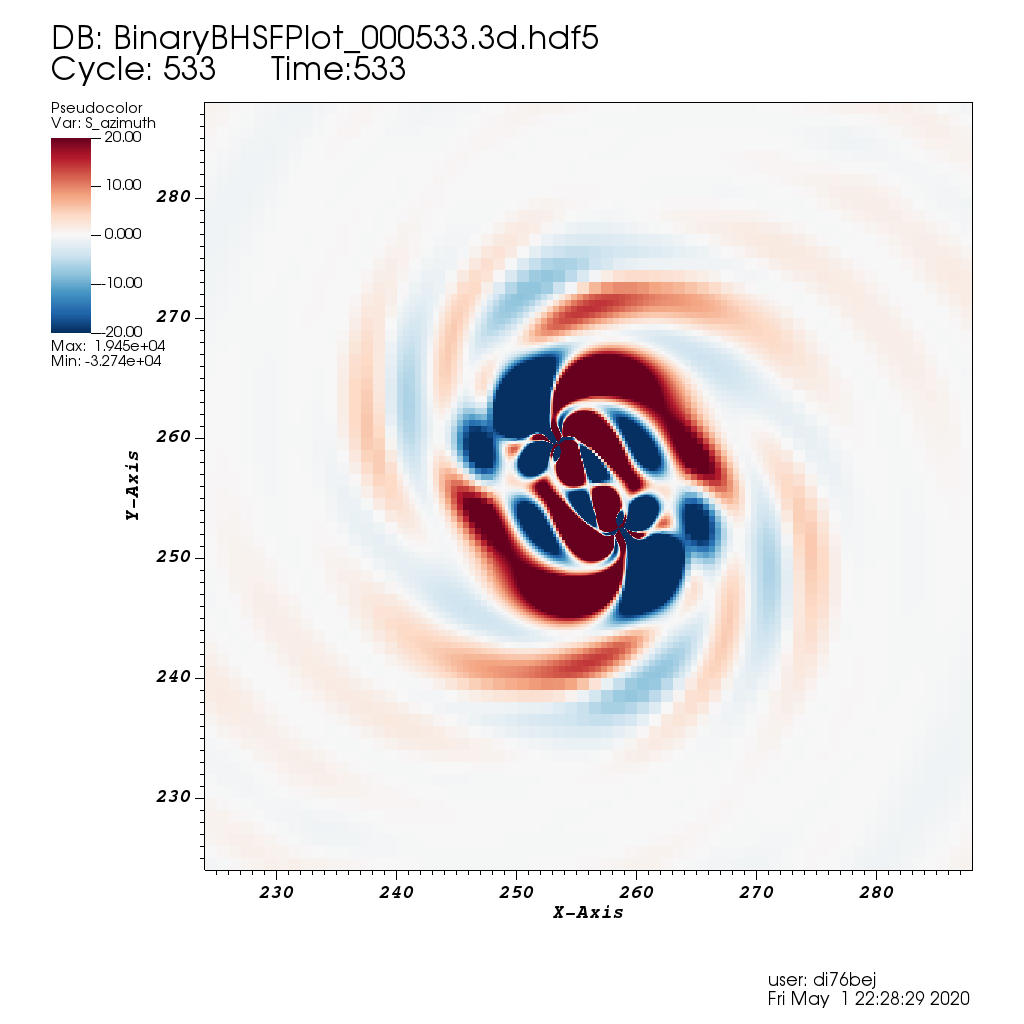 DB: BinaryBHSFPlot_000533.3d.hdf5
Cycle: 533 Time:533
Pseudocolor
Var: S_azimuth
20.00
10.00
0.000
-10.00
-20.00
Max: 1.945e+04
Min: -3.274e+04
280
270
260
250
240
230
Y-Axis
230 240 250 260 270 280
X-Axis
user: di76bej
Fri May 1 22:28:29 2020